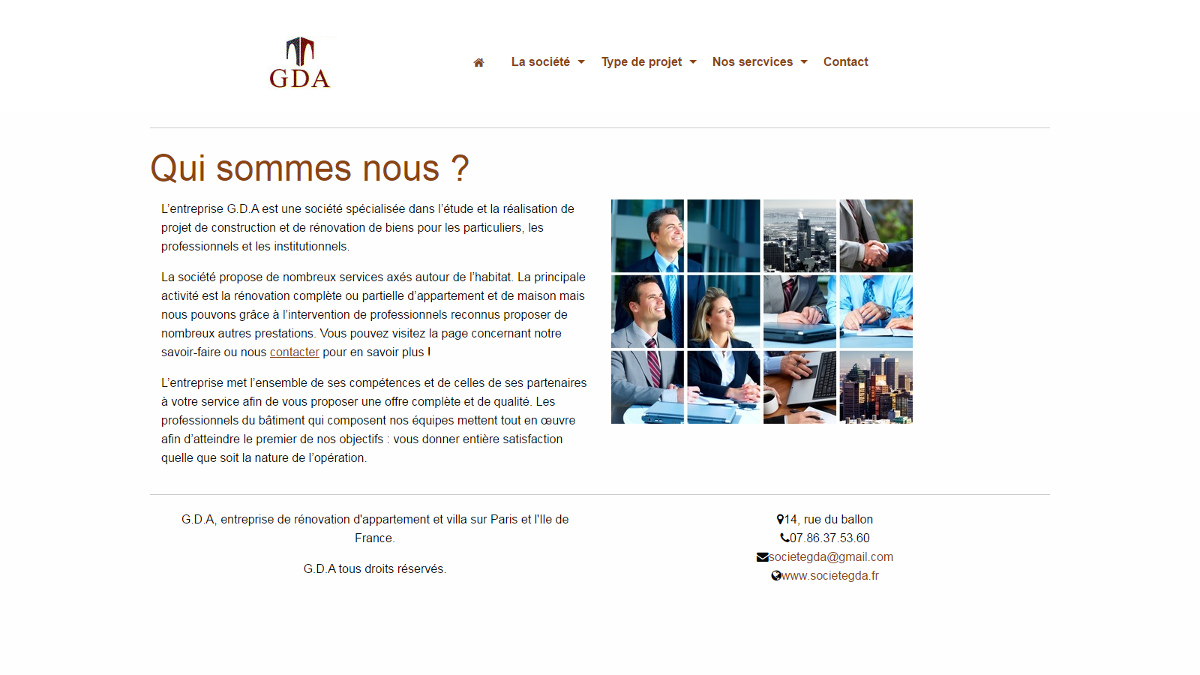 GDA
La société
Type de projet
Nos sercvices
Contact
Qui sommes nous ?
L'entreprise G.D.A est une société spécialisée dans l'étude et la réalisation de
projet de construction et de rénovation de biens pour les particuliers, les
professionnels et les institutionnels.
La société propose de nombreux services axés autour de l'habitat. La principale
activité est la rénovation complète ou partielle d'appartement et de maison mais
nous pouvons grâce à l'intervention de professionnels reconnus proposer de
nombreux autres prestations. Vous pouvez visitez la page concernant notre
savoir-faire ou nous contacter pour en savoir plus !
L'entreprise met l'ensemble de ses compétences et de celles de ses partenaires
à votre service afin de vous proposer une offre complète et de qualité. Les
professionnels du bâtiment qui composent nos équipes mettent tout en œuvre
afin d'atteindre le premier de nos objectifs : vous donner entière satisfaction
quelle que soit la nature de l'opération.
G.D.A, entreprise de rénovation d'appartement et villa sur Paris et l'Ile de
France.
G.D.A tous droits réservés.
14, rue du ballon
07.86.37.53.60
societegda@gmail.com
www.societegda.fr